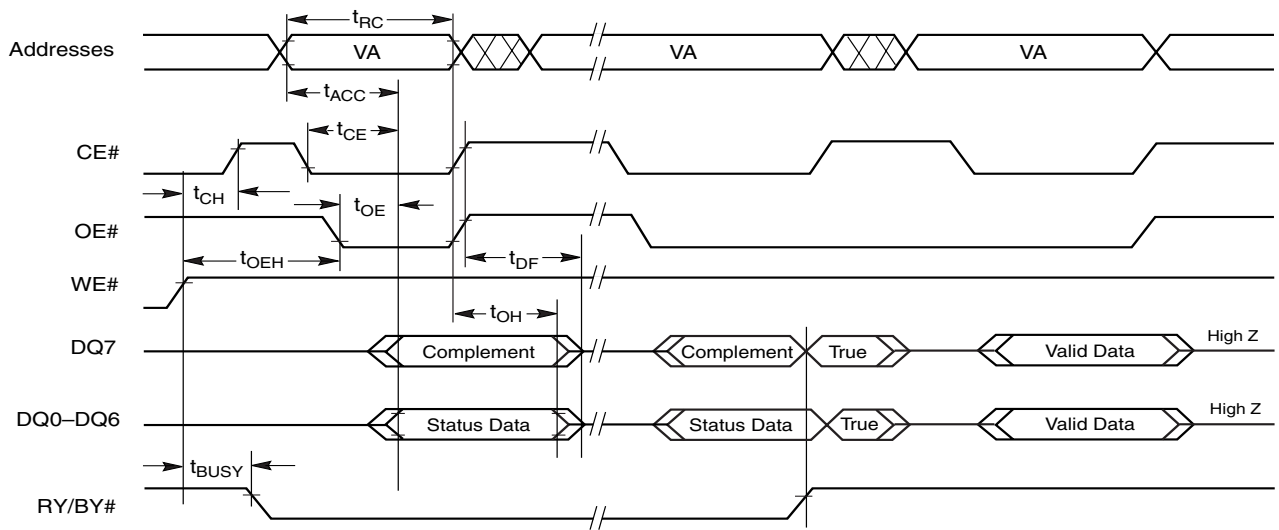 tRC
Addresses VA VA VA
tACC
tCE
CE#
tCH
tOE
OE#
tOEH tDF
WE#
tOH
DQ7 Complement Complement True Valid Data High Z
DQ0–DQ6 Status Data Status Data True Valid Data High Z
tBUSY
RY/BY#